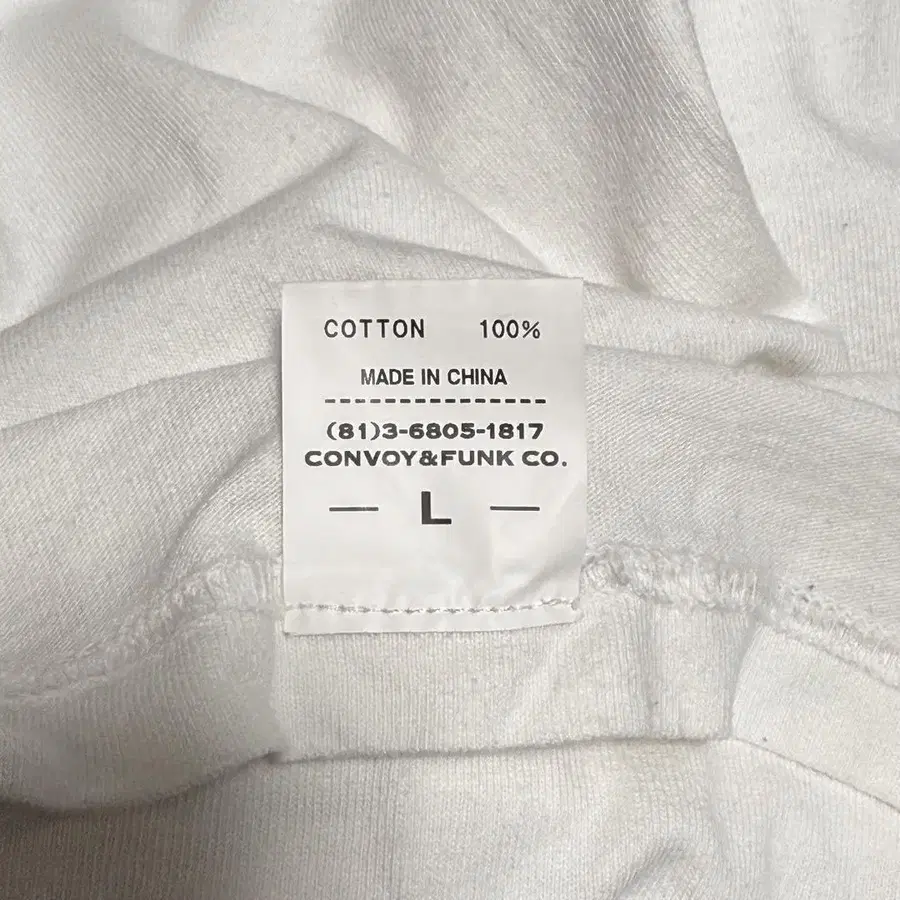 COTTON 100%
MADE IN CHINA
(81)3-6805-1817
CONVOY&FUNK CO.
— L —